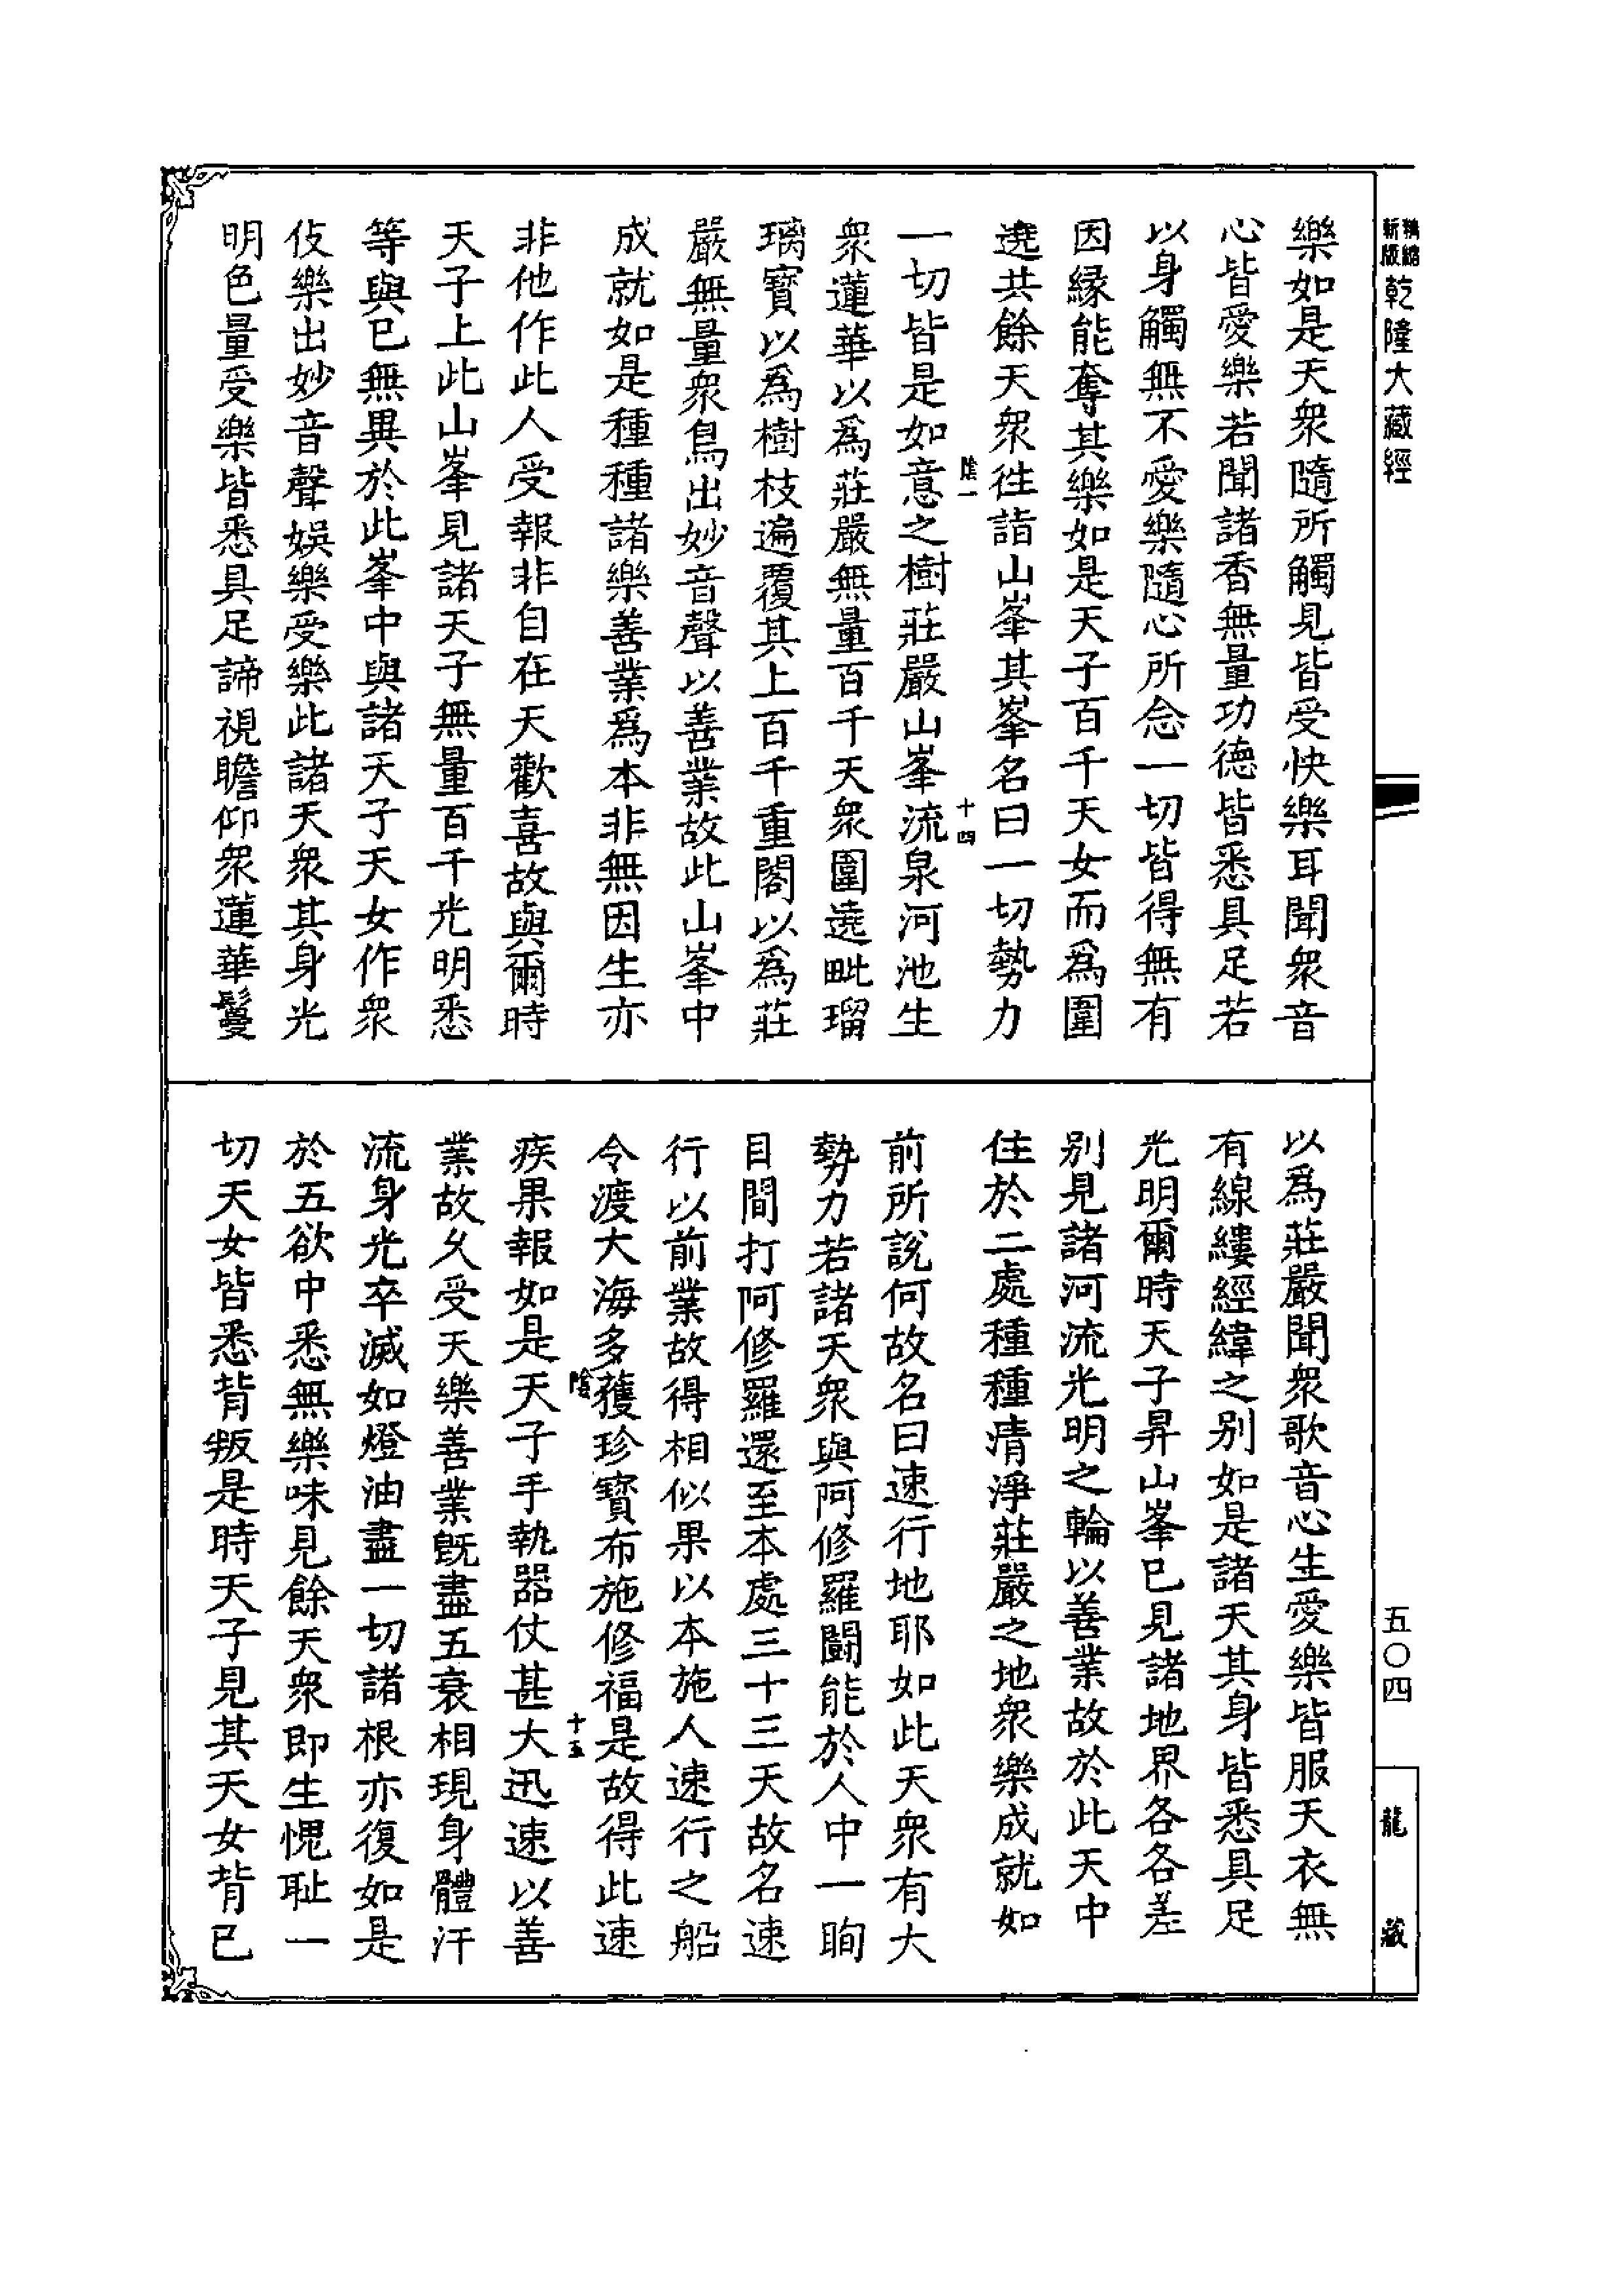 新版精縮
乾隆大藏經
樂如是天衆隨所觸見皆受快樂耳聞衆音
心皆愛樂若聞諸香無量功德皆悉具足若
以身觸無不愛樂隨心所念一切皆得無有
因縁能奪其樂如是天子百千天女而爲圍
遶共餘天衆徃詣山峯其峯名曰一切勢力
陰一
十四
一切皆是如意之樹莊嚴山峯流泉河池生
衆蓮華以爲莊嚴無量百千天衆圍遶毗瑠
璃寳以爲樹枝遍覆其上百千重閣以爲莊
嚴無量衆鳥出妙音聲以善業故此山峯中
成就如是種種諸樂善業爲本非無因生亦
非他作此人受報非自在天歡喜故與爾時
天子上此山峯見諸天子無量百千光明悉
等與已無異於此峯中與諸天子天女作衆
伎樂出妙音聲娛樂受樂此諸天衆其身光
明色量受樂皆悉具足諦視瞻仰衆蓮華鬘
以爲莊嚴聞衆歌音心生愛樂皆服天衣無
有線縷經緯之別如是諸天其身皆悉具足
光明爾時天子昇山峯已見諸地界各各差
別見諸河流光明之輪以善業故於此天中
住於二處種種清淨莊嚴之地衆樂成就如
前所說何故名曰速行地耶如此天衆有大
勢力若諸天衆與阿修羅鬬能於人中一眴
目間打阿修羅還至本處三十三天故名速
行以前業故得相似果以本施人速行之船
令渡大海多獲珍寳布施修福是故得此速
陰
十五
疾果報如是天子手執器仗甚大迅速以善
業故久受天樂善業旣盡五衰相現身體汗
流身光卒滅如燈油盡一切諸根亦復如是
於五欲中悉無樂味見餘天衆即生愧耻一
切天女皆悉背叛是時天子見其天女背已
五〇四
龍藏